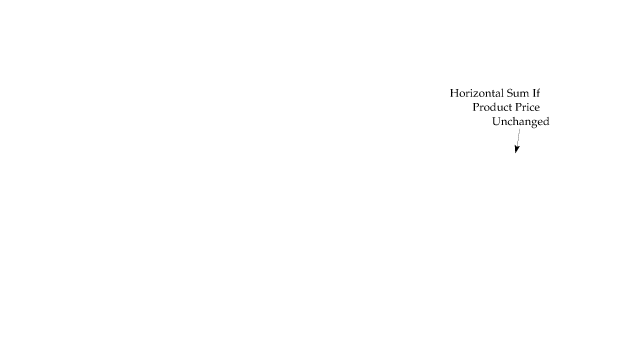 Horizontal Sum If
Product Price
Unchanged